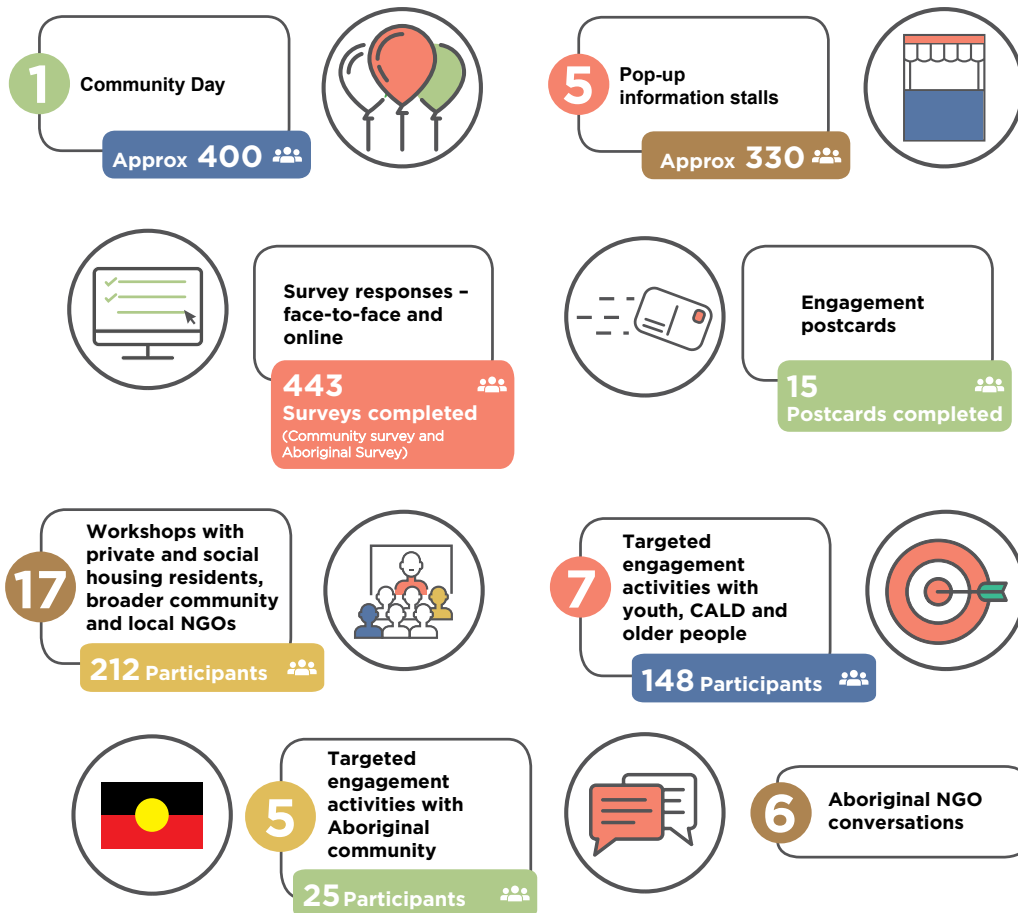 1
Community Day
Approx 400
5
Pop-up
information stalls
Approx 330
Survey responses –
face-to-face and
online
443
Surveys completed
(Community survey and
Aboriginal Survey)
Engagement
postcards
15
Postcards completed
17
Workshops with
private and social
housing residents,
broader community
and local NGOs
212 Participants
7
Targeted
engagement
activities with
youth, CALD and
older people
148 Participants
5
Targeted
engagement
activities with
Aboriginal
community
25 Participants
6
Aboriginal NGO
conversations